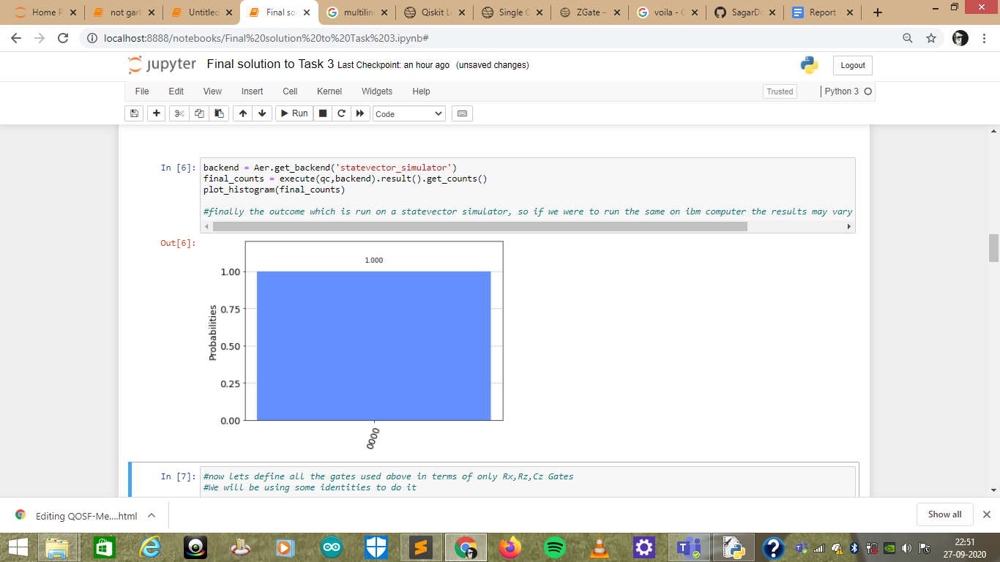 Home P
not garb
Untitled
Final so
multilin
Qiskit Lo
Single Q
ZGate –
voila - G
SagarDo
Report -
localhost:8888/notebooks/Final%20solution%20to%20Task%203.ipynb#
jupyter Final solution to Task 3 Last Checkpoint: an hour ago (unsaved changes)
Logout
File Edit View Insert Cell Kernel Widgets Help
Trusted
Python 3
Run
Code
In [6]: backend = Aer.get_backend('statevector_simulator')
final_counts = execute(qc,backend).result().get_counts()
plot_histogram(final_counts)
#finally the outcome which is run on a statevector simulator, so if we were to run the same on ibm computer the results may vary
Out[6]:
1.000
1.00
0.75
0.50
0.25
0.00
Probabilities
0000
In [7]: #now lets define all the gates used above in terms of only Rx,Rz,Cz Gates
#We will be using some identities to do it
Editing QOSF-Me....html
Show all
22:51
27-09-2020